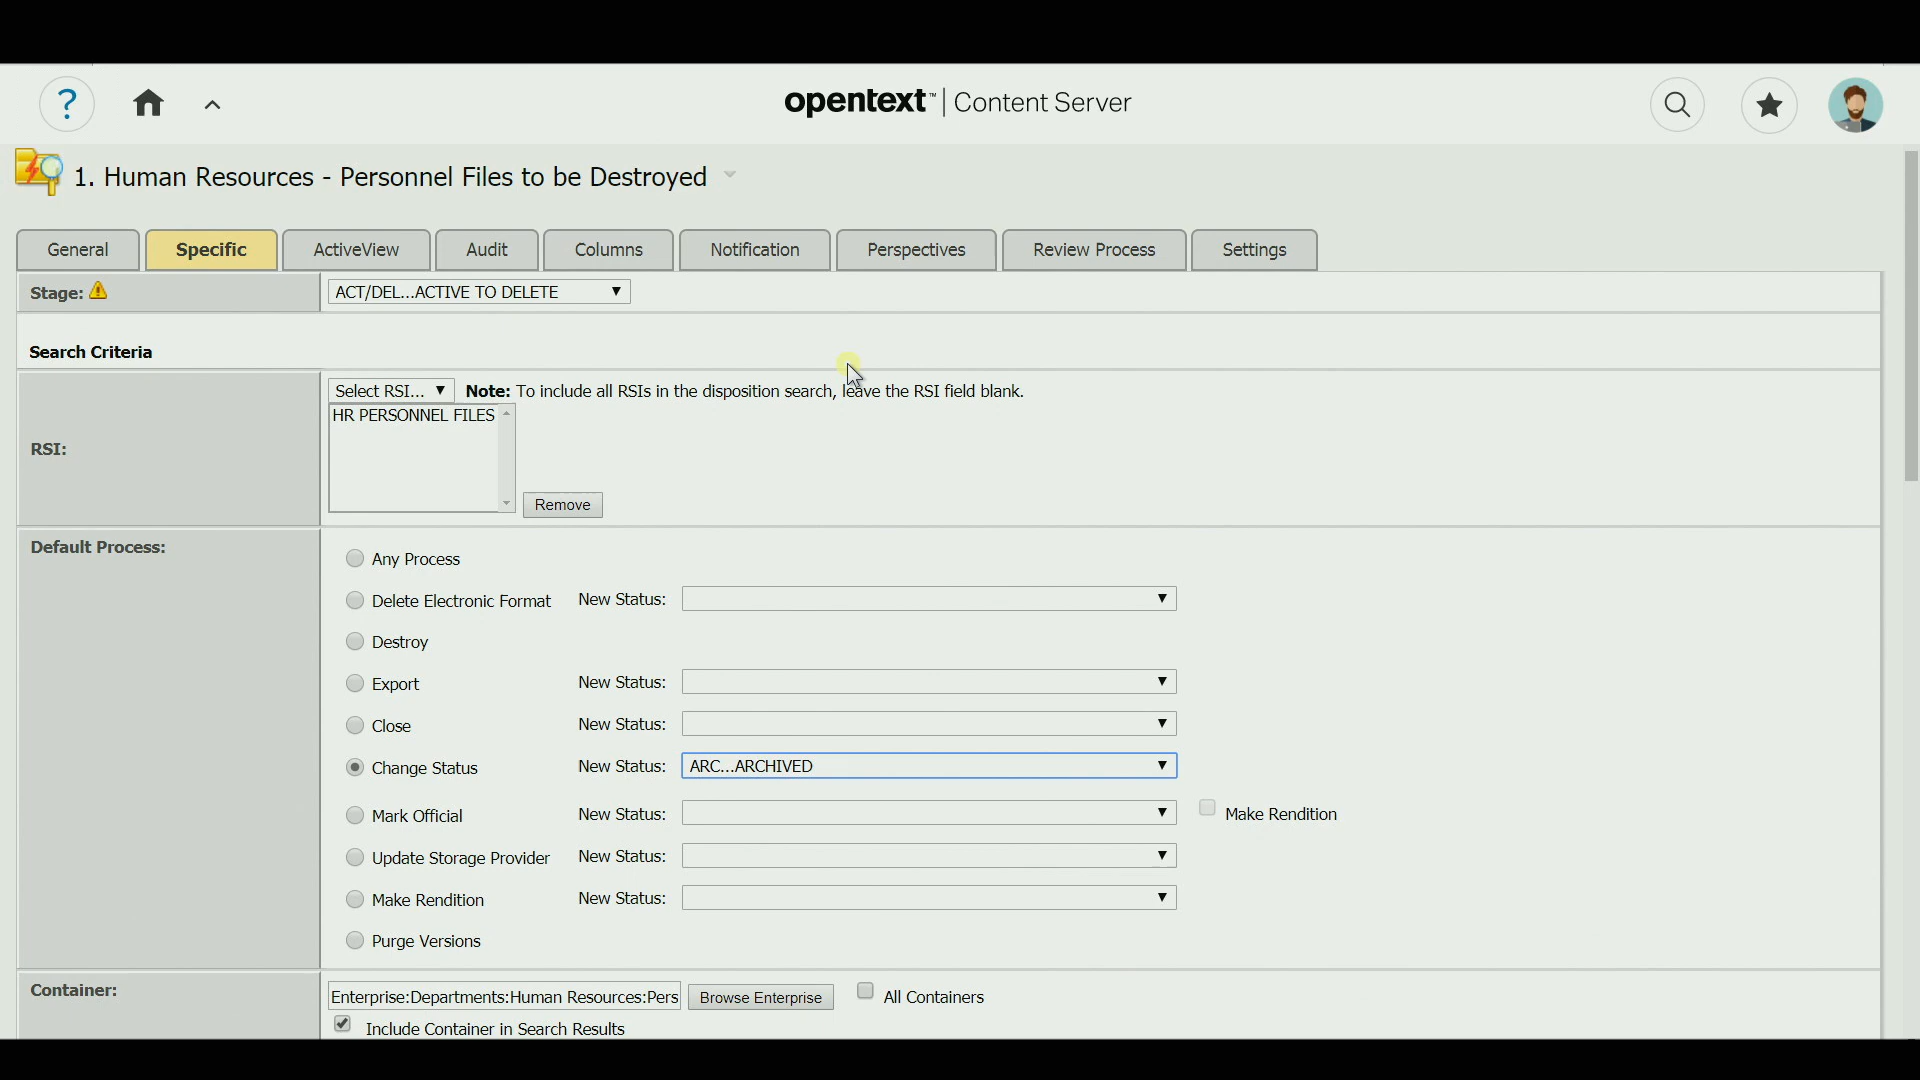 ?
opentext™ | Content Server
1. Human Resources - Personnel Files to be Destroyed
General Specific ActiveView Audit Columns Notification Perspectives Review Process Settings
Stage: ACT/DEL...ACTIVE TO DELETE
Search Criteria
Select RSI... Note: To include all RSIs in the disposition search, leave the RSI field blank.
HR PERSONNEL FILES
RSI:
Remove
Default Process:
Any Process
Delete Electronic Format New Status:
Destroy
Export New Status:
Close New Status:
Change Status New Status: ARC...ARCHIVED
Mark Official New Status: Make Rendition
Update Storage Provider New Status:
Make Rendition New Status:
Purge Versions
Container: Enterprise:Departments:Human Resources:Pers Browse Enterprise All Containers
Include Container in Search Results